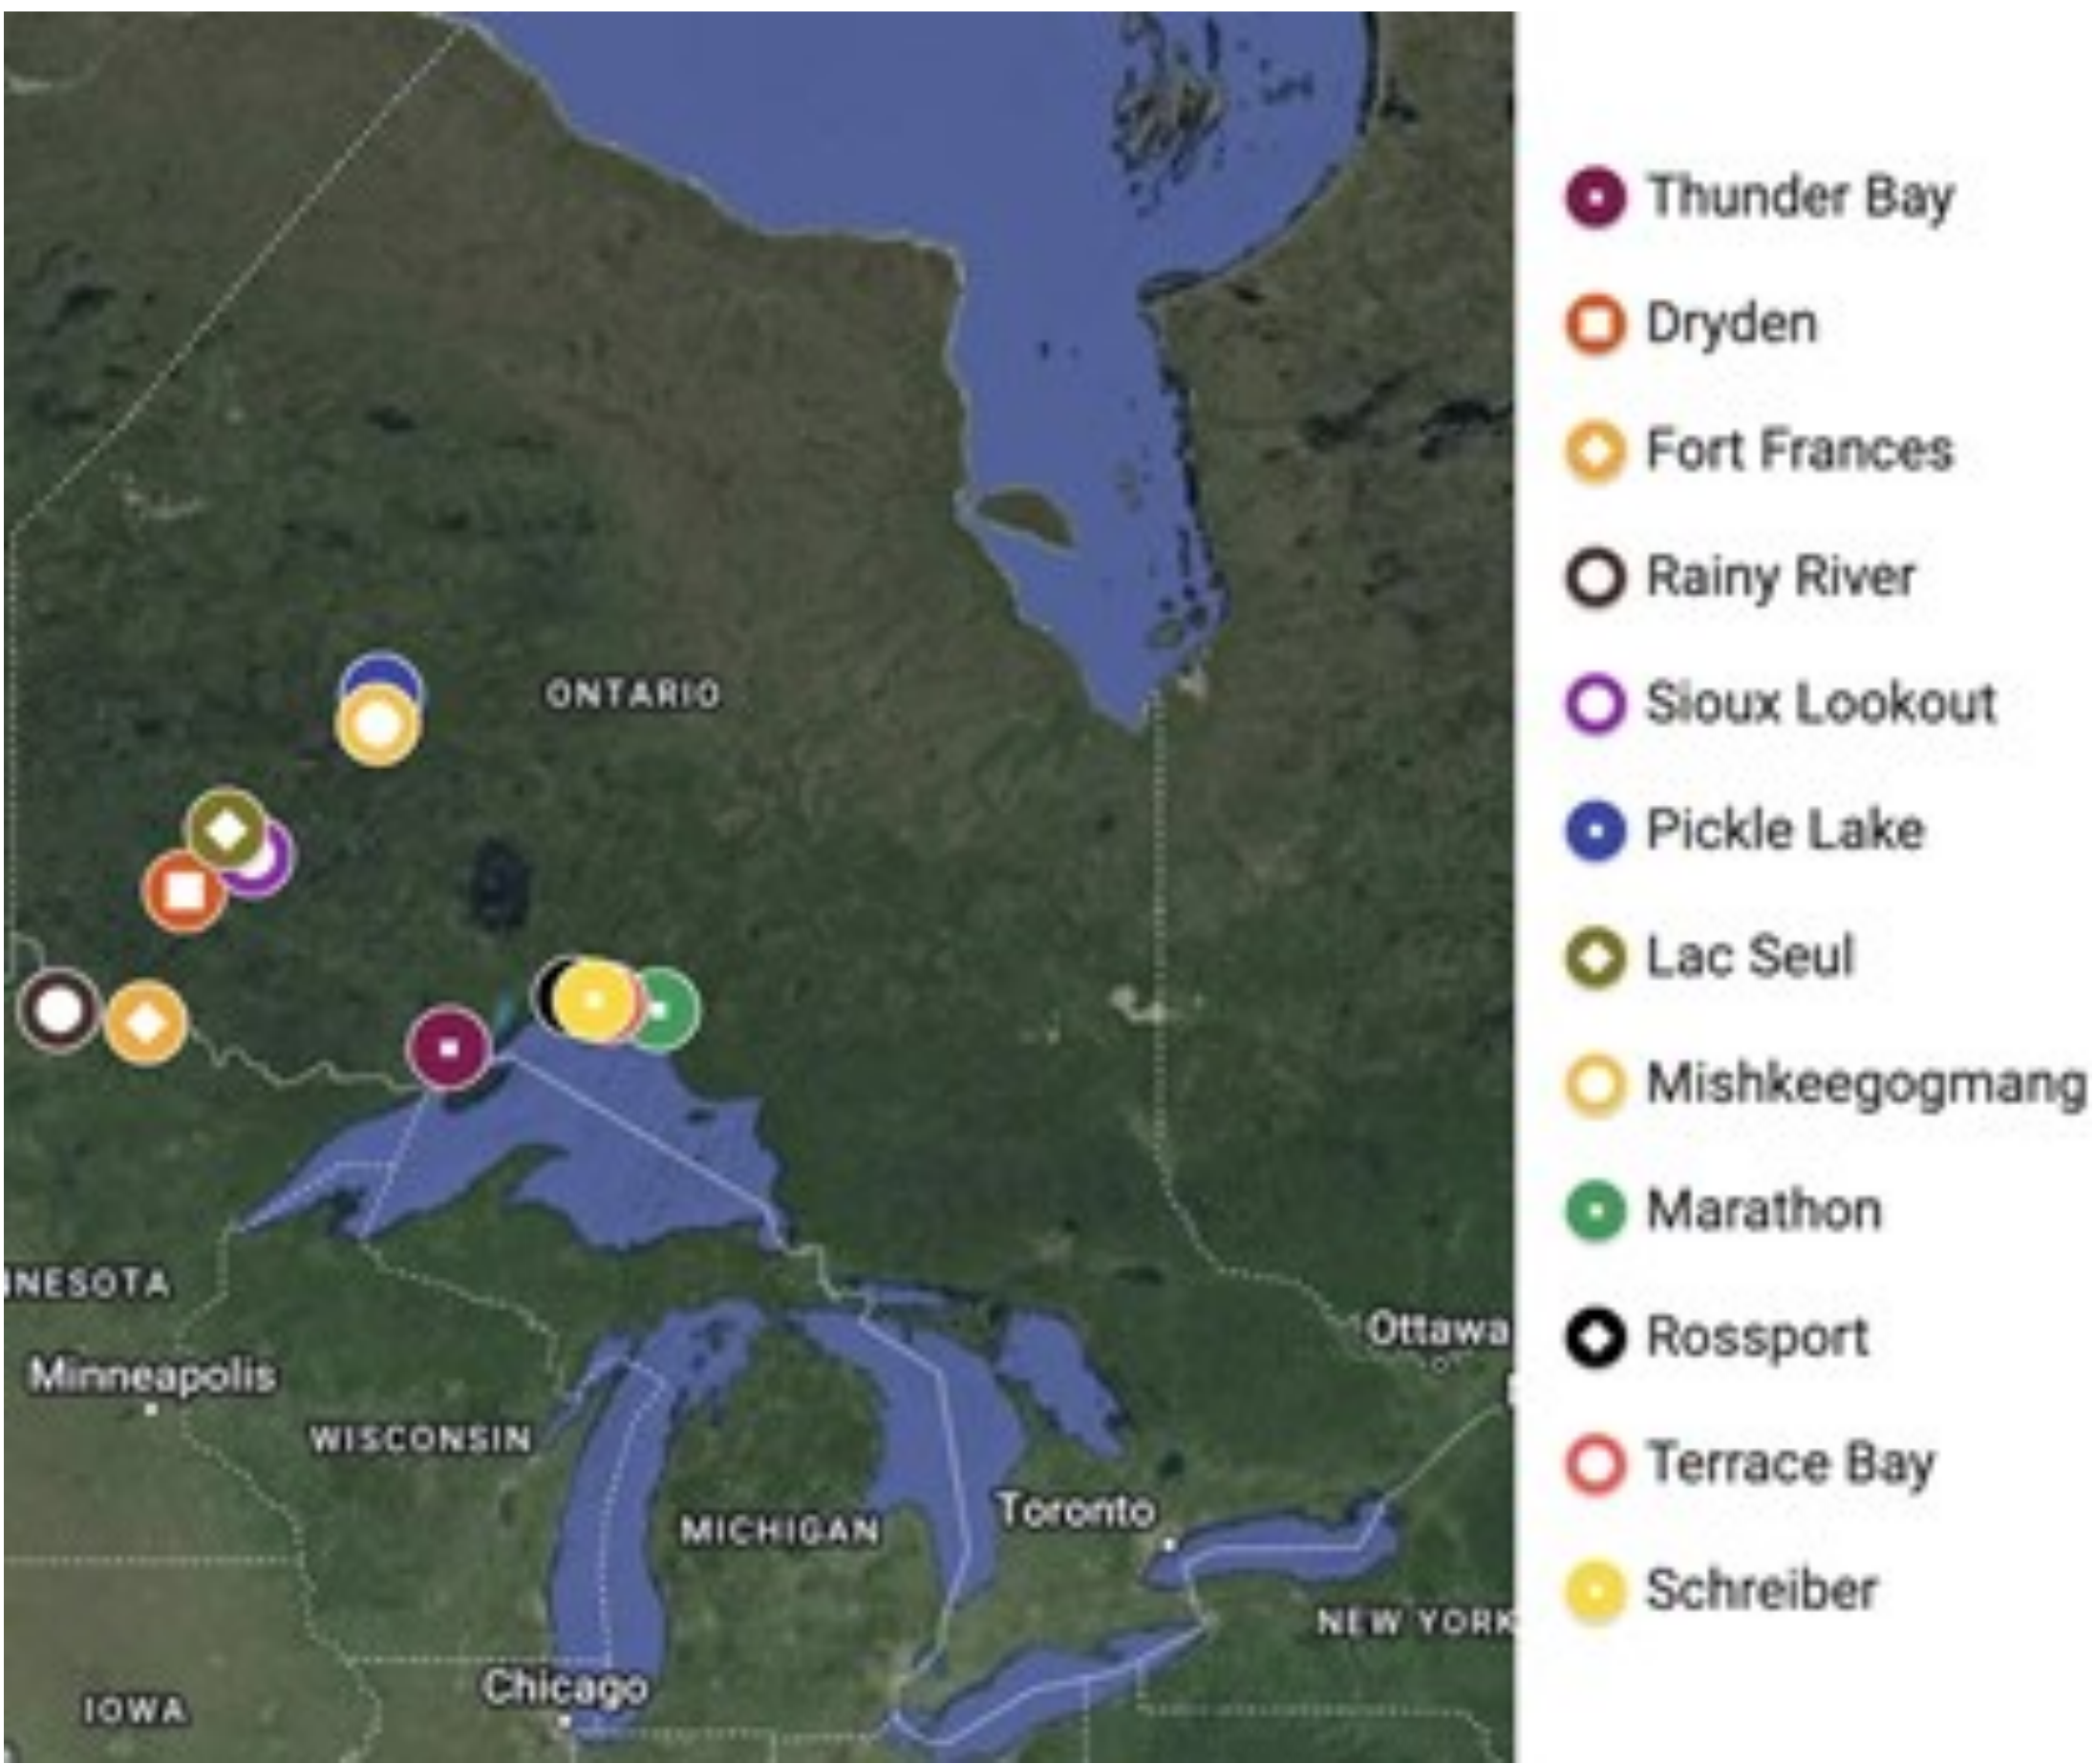 ONTARIO
NNESOTA
Minneapolis
WISCONSIN
MICHIGAN
Toronto
Ottawa
NEW YORK
Chicago
IOWA
Thunder Bay
Dryden
Fort Frances
Rainy River
Sioux Lookout
Pickle Lake
Lac Seul
Mishkeegogmang
Marathon
Rossport
Terrace Bay
Schreiber